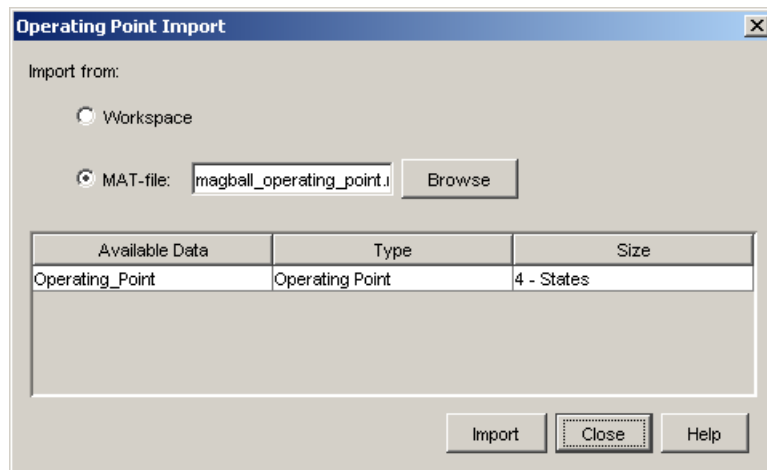 Operating Point Import
Import from:
Workspace
MAT-file: magball_operating_point.r Browse
Available Data Type Size
Operating_Point Operating Point 4 - States
Import Close Help